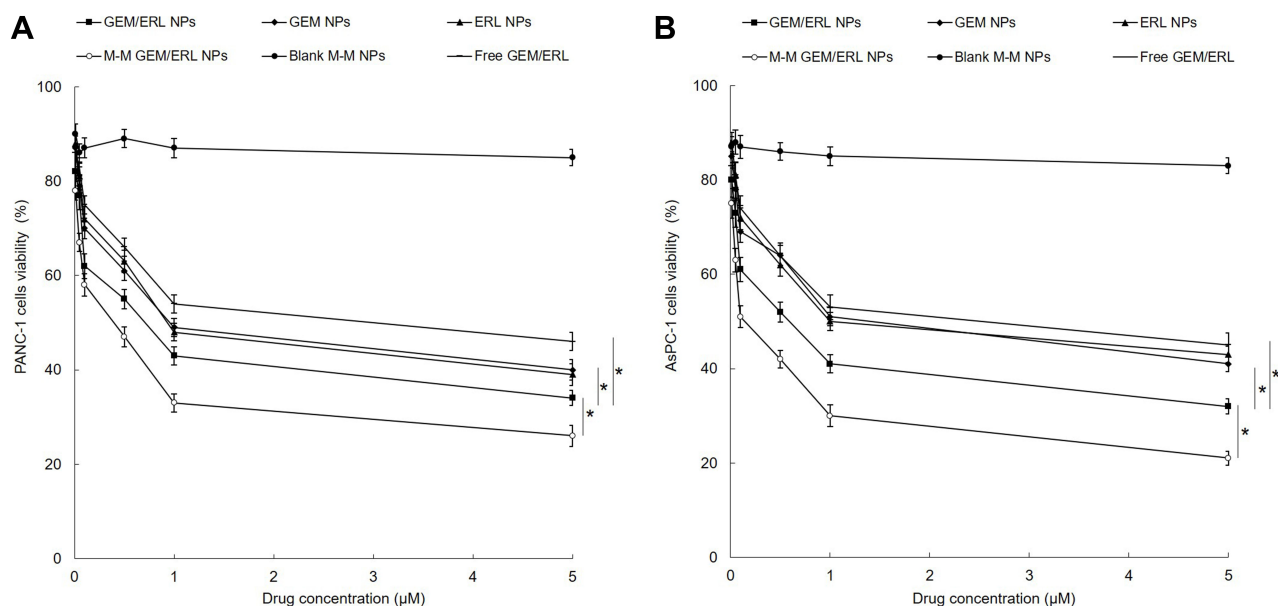 A
GEM/ERL NPs GEM NPs ERL NPs
M-M GEM/ERL NPs Blank M-M NPs Free GEM/ERL
PANC-1 cells viability (%)
100
80
60
40
20
0
* * *
0 1 2 3 4 5
Drug concentration (µM)
B
GEM/ERL NPs GEM NPs ERL NPs
M-M GEM/ERL NPs Blank M-M NPs Free GEM/ERL
AsPC-1 cells viability (%)
100
80
60
40
20
0
* * *
0 1 2 3 4 5
Drug concentration (µM)